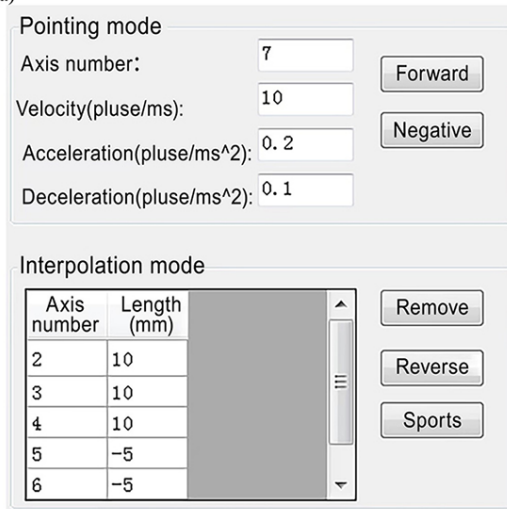 Pointing mode
Axis number: 7
Forward
Velocity(pluse/ms): 10
Negative
Acceleration(pluse/ms^2): 0.2
Deceleration(pluse/ms^2): 0.1
Interpolation mode
Axis number Length (mm)
Remove
2 10
Reverse
3 10
4 10
Sports
5 -5
6 -5